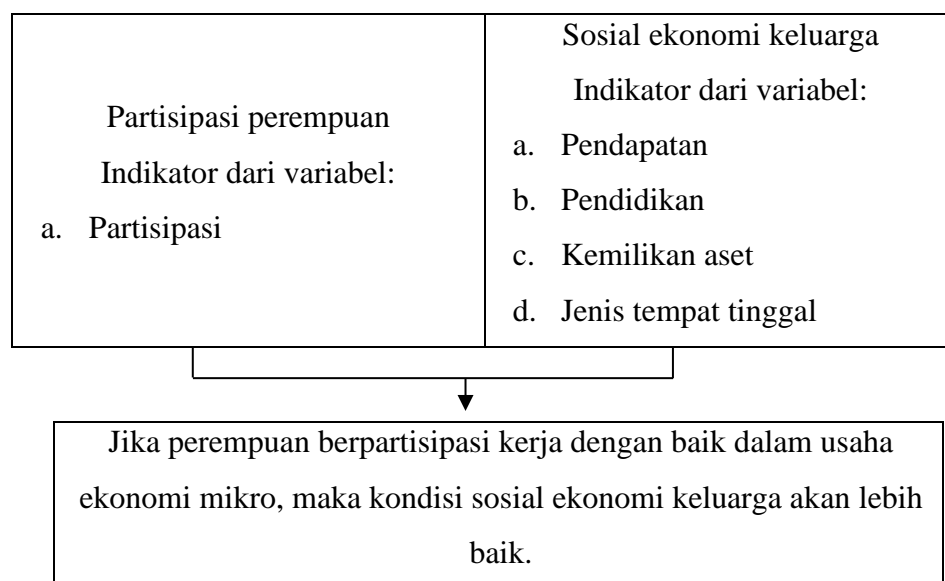 Partisipasi perempuan
Indikator dari variabel:
a. Partisipasi
Sosial ekonomi keluarga
Indikator dari variabel:
a. Pendapatan
b. Pendidikan
c. Kemilikan aset
d. Jenis tempat tinggal
Jika perempuan berpartisipasi kerja dengan baik dalam usaha
ekonomi mikro, maka kondisi sosial ekonomi keluarga akan lebih
baik.